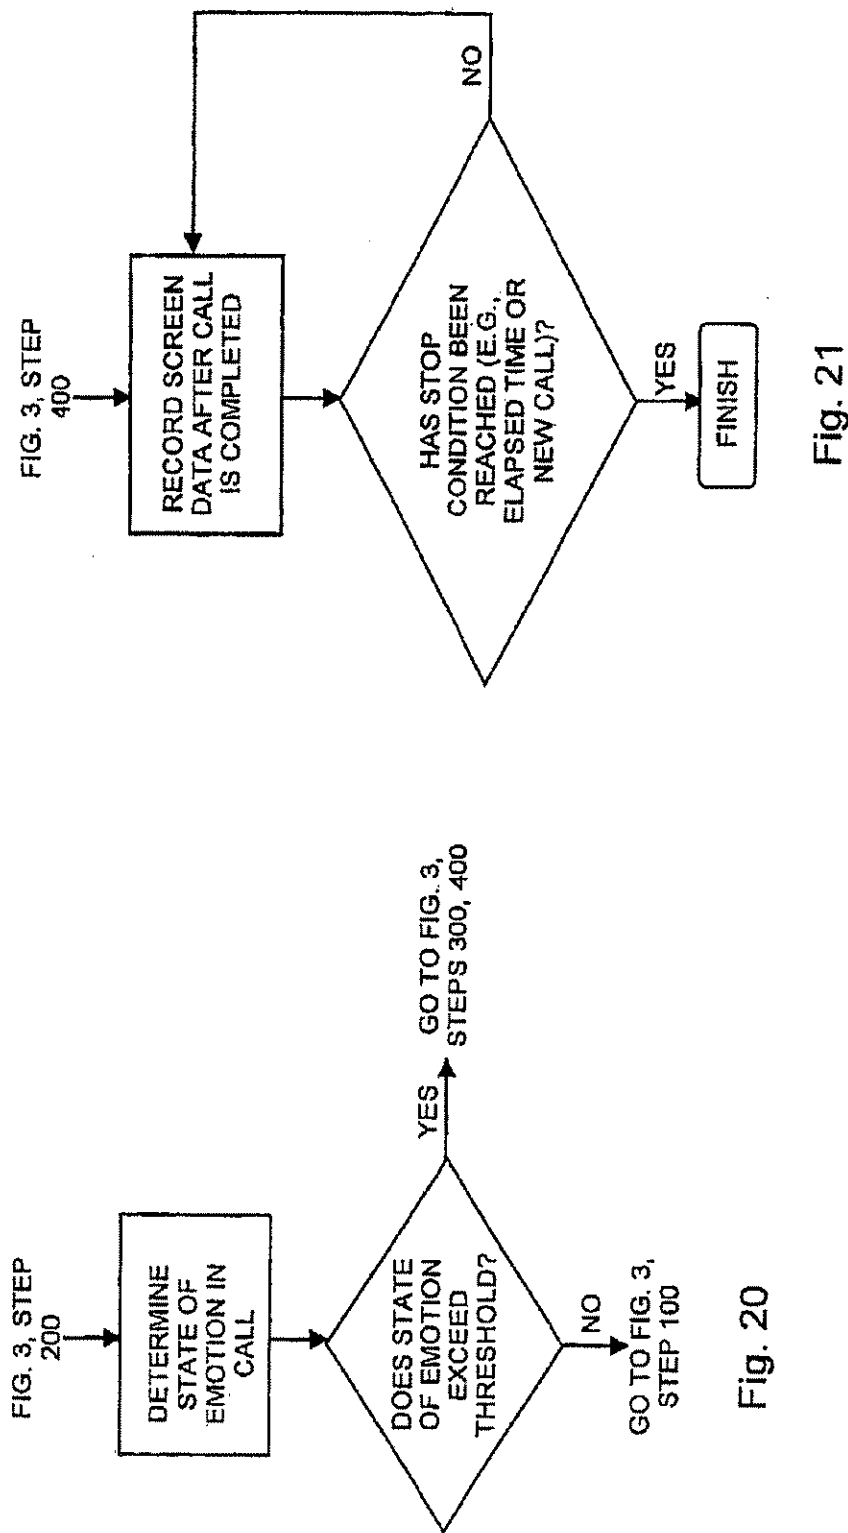 FIG. 3, STEP
200
DETERMINE
STATE OF
EMOTION IN
CALL
DOES STATE
OF EMOTION
EXCEED
THRESHOLD?
YES
GO TO FIG. 3,
STEPS 300, 400
NO
GO TO FIG. 3,
STEP 100
Fig. 20
FIG. 3, STEP
400
RECORD SCREEN
DATA AFTER CALL
IS COMPLETED
HAS STOP
CONDITION BEEN
REACHED (E.G.,
ELAPSED TIME OR
NEW CALL)?
NO
YES
FINISH
Fig. 21